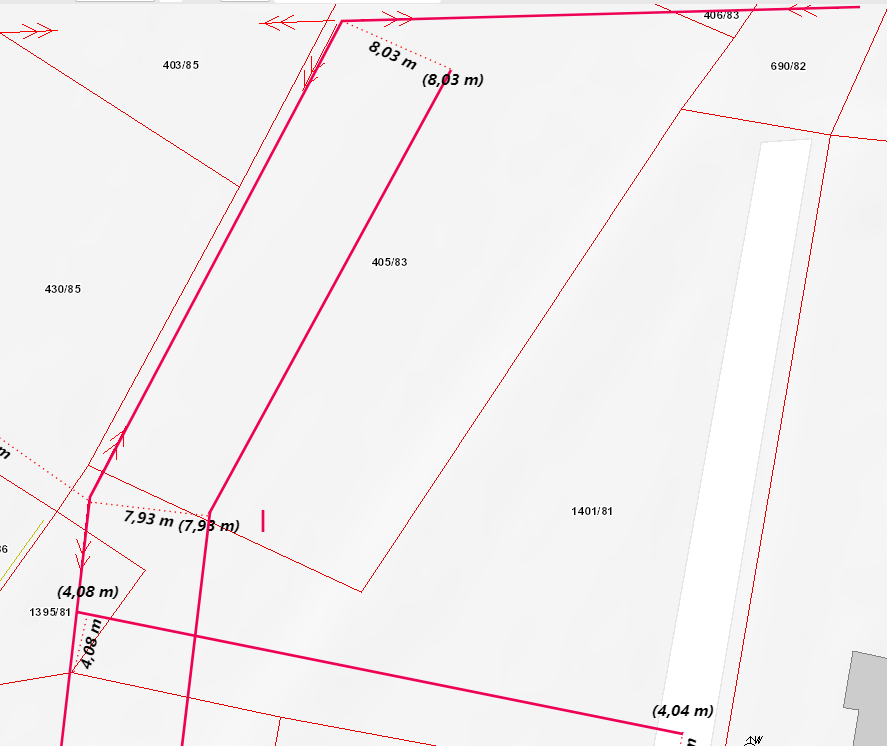 406/83
403/85
690/82
8,03 m
(8,03 m)
405/83
430/85
m
7,93 m
(7,93 m)
1401/81
(4,08 m)
1395/81
4,08 m
(4,04 m)
m